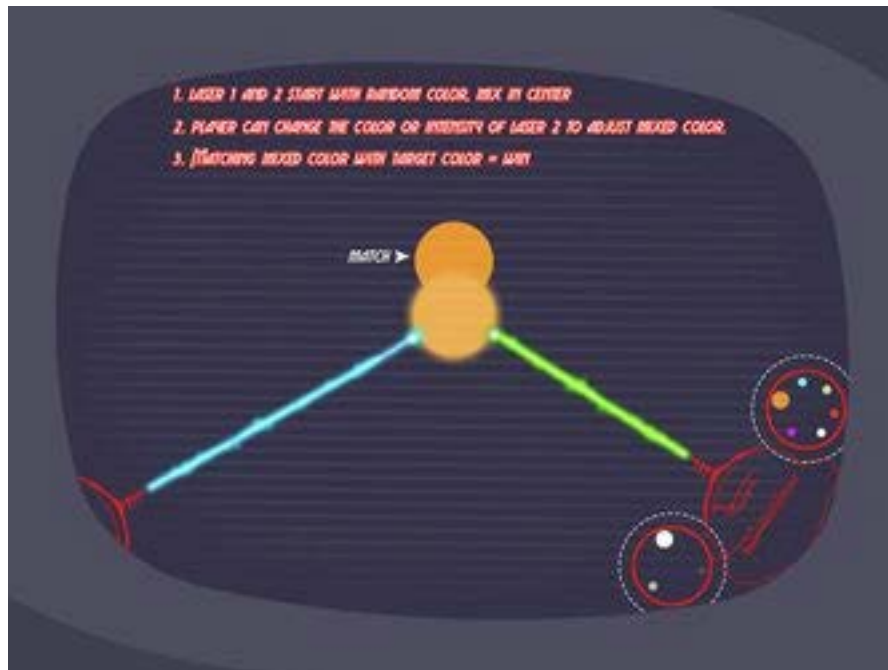 1. LASER 1 AND 2 START WITH RANDOM COLOR, MIX IN CENTER
2. PLAYER CAN CHANGE THE COLOR OR INTENSITY OF LASER 2 TO ADJUST MIXED COLOR.
3. MATCHING MIXED COLOR WITH TARGET COLOR = WIN
MATCH